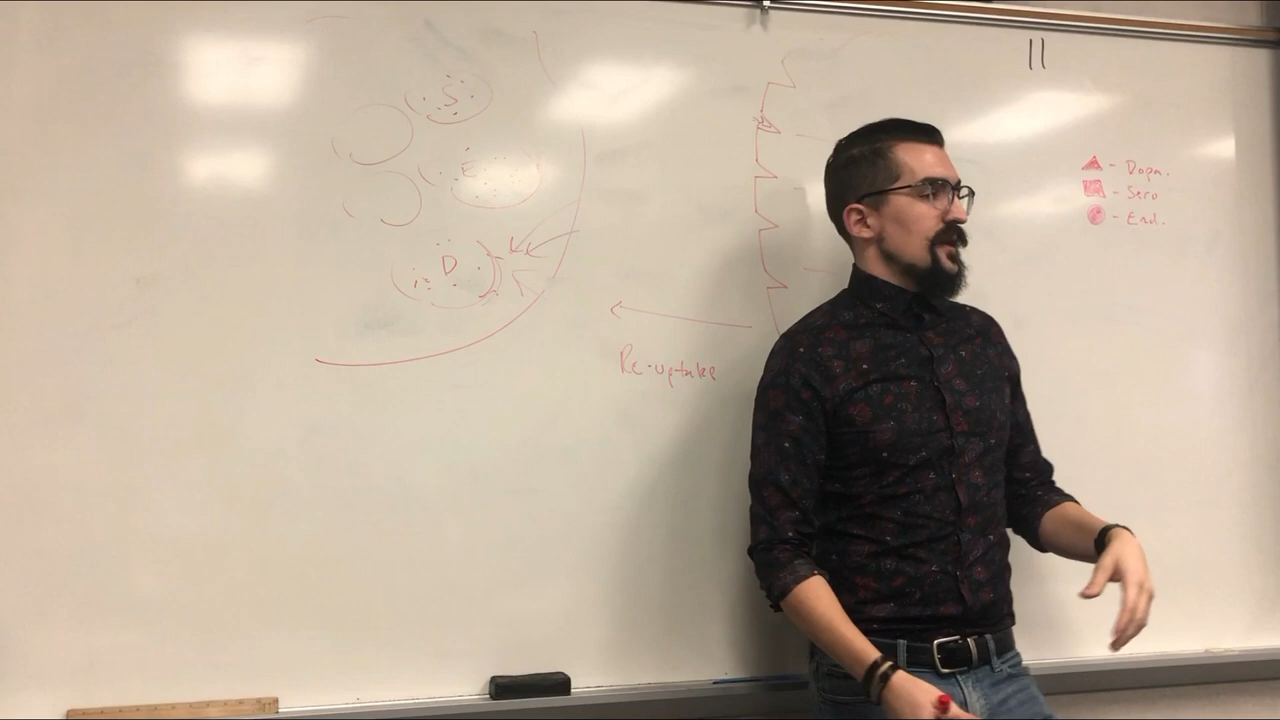 S
E
D
Re-uptake
11
- Dopa.
- Sero
- End.